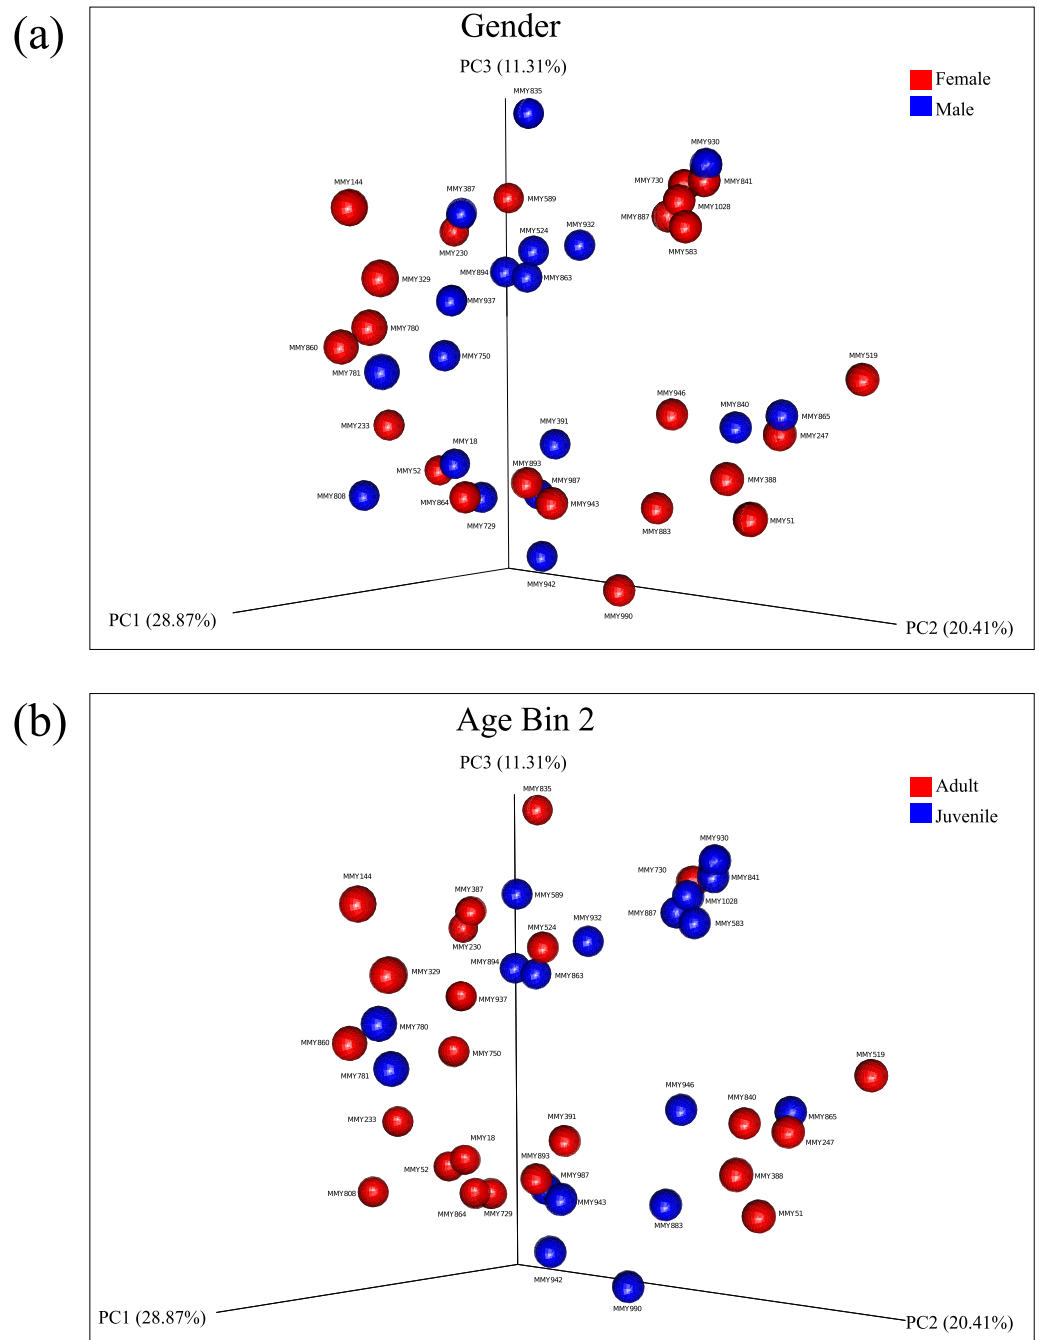 (a)
Gender
PC3 (11.31%)
Female
Male
MMY835
MMY930
MMY730
MMY841
MMY144
MMY387
MMY589
MMY1028
MMY887
MMY524
MMY932
MMY230
MMY583
MMY894
MMY863
MMY329
MMY937
MMY780
MMY860
MMY750
MMY781
MMY519
MMY946
MMY840
MMY865
MMY233
MMY391
MMY247
MMY18
MMY52
MMY893
MMY987
MMY388
MMY808
MMY864
MMY943
MMY729
MMY883
MMY51
MMY942
MMY990
PC1 (28.87%)
PC2 (20.41%)
(b)
Age Bin 2
PC3 (11.31%)
Adult
Juvenile
MMY835
MMY930
MMY730
MMY841
MMY144
MMY387
MMY589
MMY1028
MMY887
MMY932
MMY524
MMY583
MMY230
MMY894
MMY863
MMY329
MMY937
MMY780
MMY860
MMY750
MMY781
MMY519
MMY946
MMY840
MMY865
MMY233
MMY391
MMY247
MMY18
MMY893
MMY52
MMY987
MMY388
MMY808
MMY943
MMY864
MMY729
MMY51
MMY883
MMY942
MMY990
PC1 (28.87%)
PC2 (20.41%)